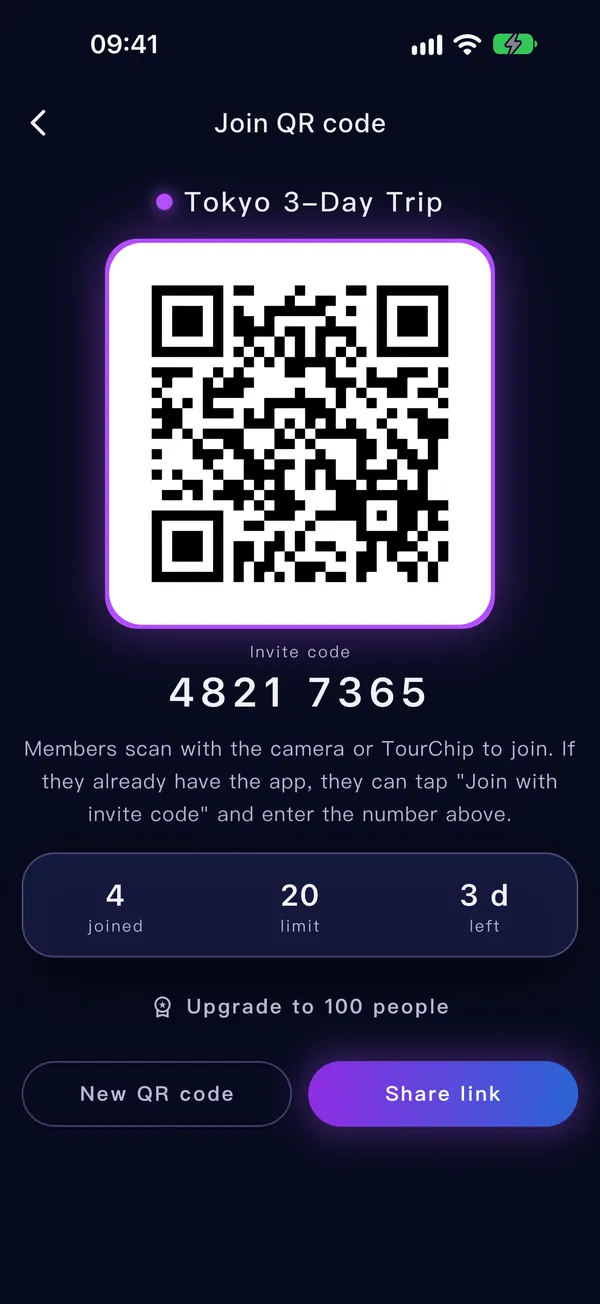 09:41
Join QR code
Tokyo 3–Day Trip
Invite code
4821 7365
Members scan with the camera or TourChip to join. If
they already have the app, they can tap "Join with
invite code" and enter the number above.
4 20 3 d
joined limit left
Upgrade to 100 people
New QR code Share link